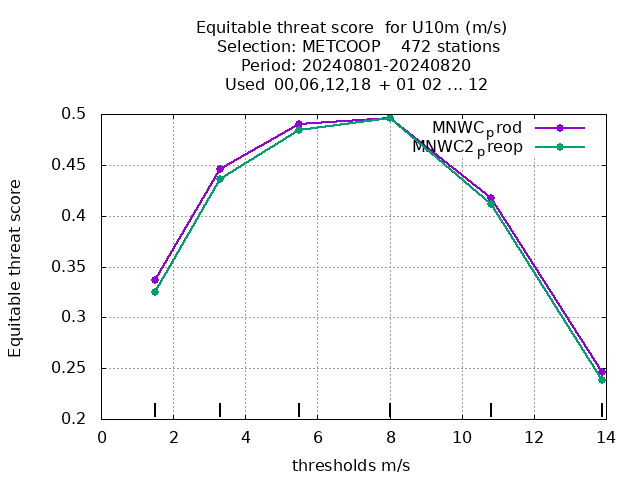 Equitable threat score  for U10m (m/s)
Selection: METCOOP    472 stations
Period: 20240801-20240820
Used  00,06,12,18 + 01 02 ... 12
MNWC_prod
MNWC2_preop
Equitable threat score
0.5
0.45
0.4
0.35
0.3
0.25
0.2
0 2 4 6 8 10 12 14
thresholds m/s